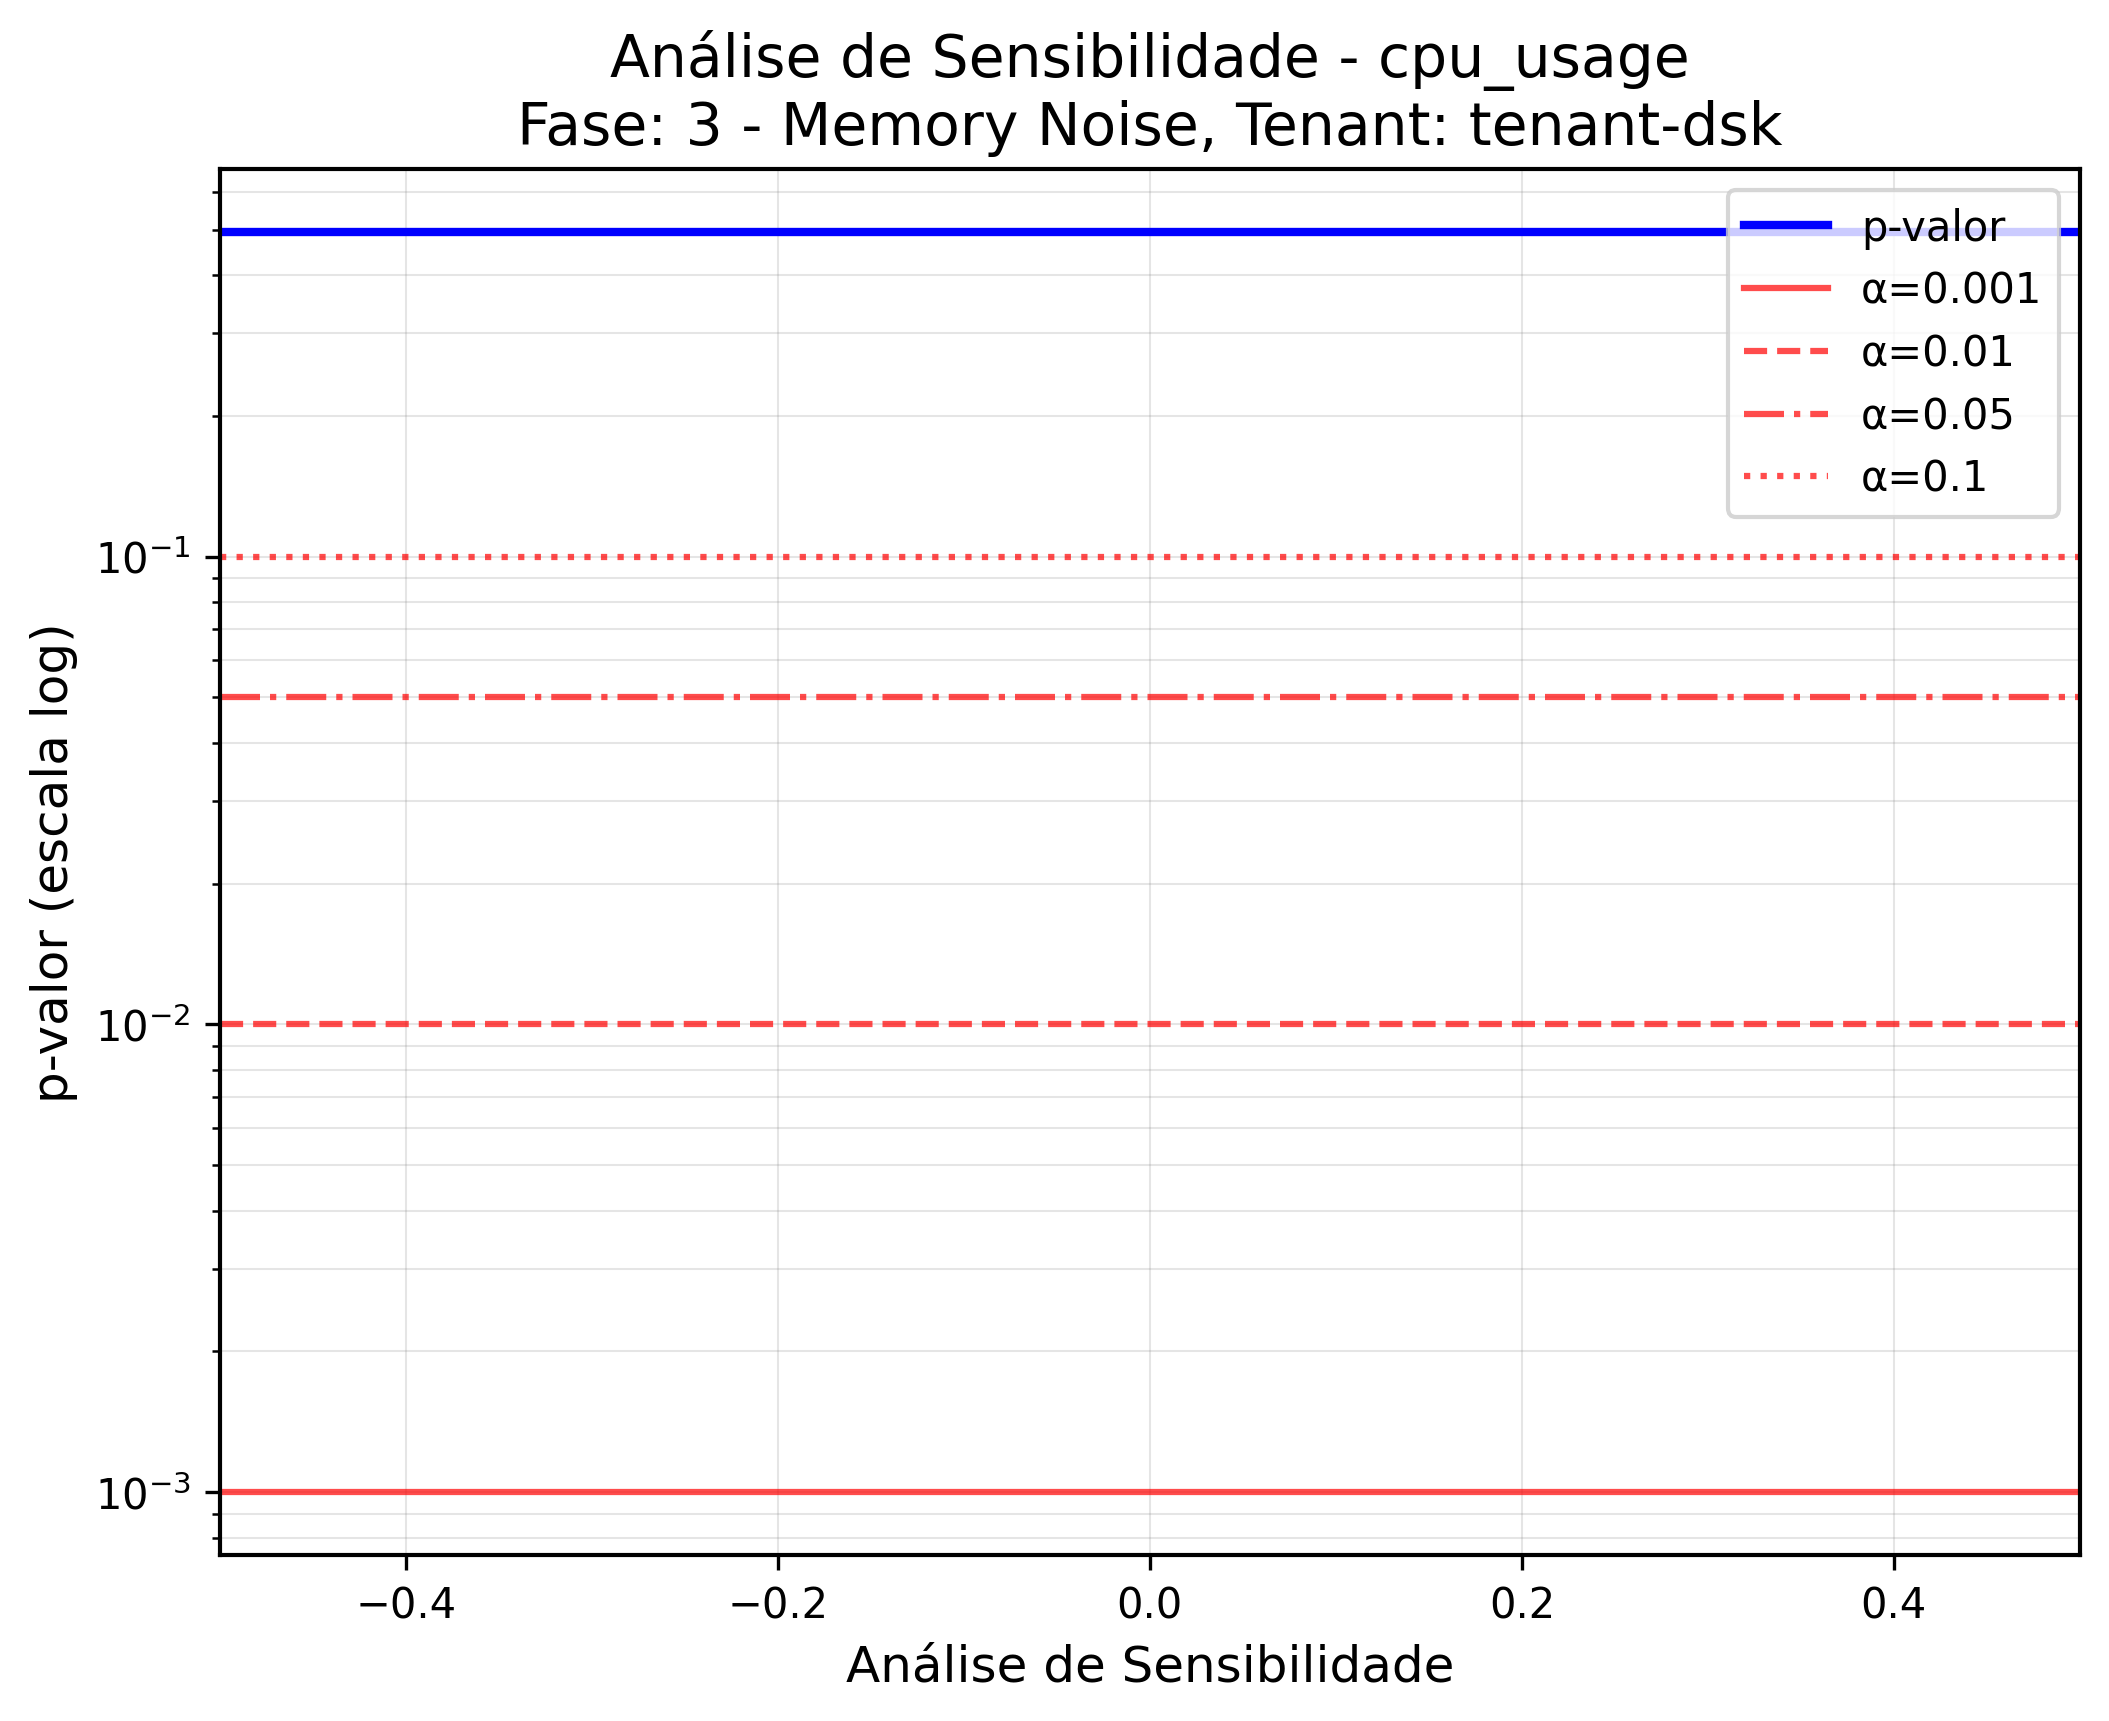 Análise de Sensibilidade - cpu_usage
Fase: 3 - Memory Noise, Tenant: tenant-dsk
p-valor
α=0.001
α=0.01
α=0.05
α=0.1
p-valor (escala log)
10⁻¹
10⁻²
10⁻³
−0.4
−0.2
0.0
0.2
0.4
Análise de Sensibilidade